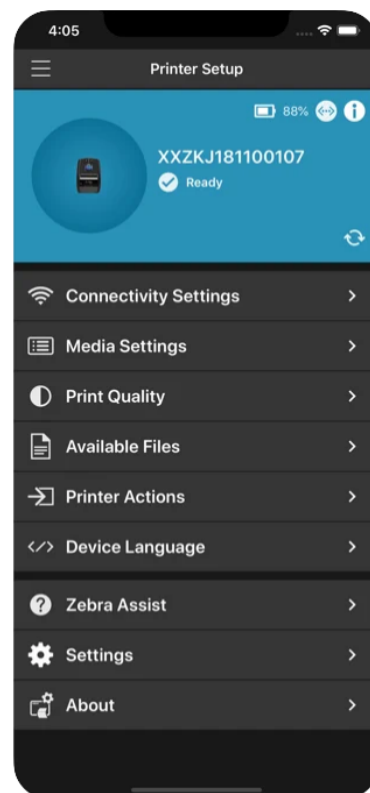 4:05
Printer Setup
88%
XXZKJ181100107
Ready
Connectivity Settings
Media Settings
Print Quality
Available Files
Printer Actions
Device Language
Zebra Assist
Settings
About